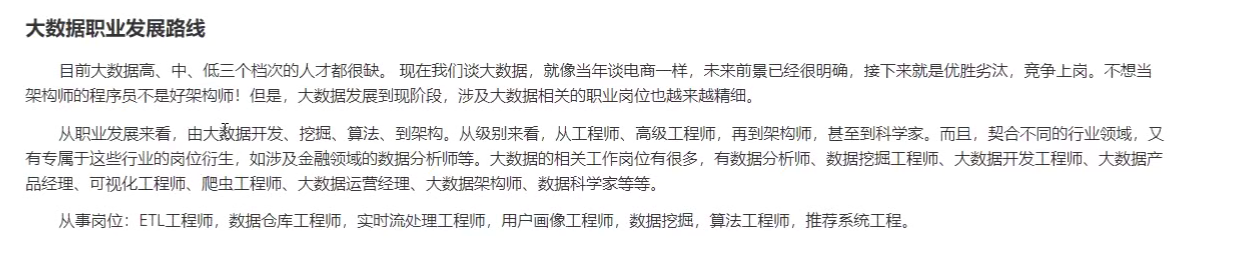 大数据职业发展路线
目前大数据高、中、低三个档次的人才都很缺。 现在我们谈大数据，就像当年谈电商一样，未来前景已经很明确，接下来就是优胜劣汰，竞争上岗。不想当
架构师的程序员不是好架构师！但是，大数据发展到现阶段，涉及大数据相关的职业岗位也越来越精细。
从职业发展来看，由大数据开发、挖掘、算法、到架构。从级别来看，从工程师、高级工程师，再到架构师，甚至到科学家。而且，契合不同的行业领域，又
有专属于这些行业的岗位衍生，如涉及金融领域的数据分析师等。大数据的相关工作岗位有很多，有数据分析师、数据挖掘工程师、大数据开发工程师、大数据产
品经理、可视化工程师、爬虫工程师、大数据运营经理、大数据架构师、数据科学家等等。
从事岗位：ETL工程师，数据仓库工程师，实时流处理工程师，用户画像工程师，数据挖掘，算法工程师，推荐系统工程。